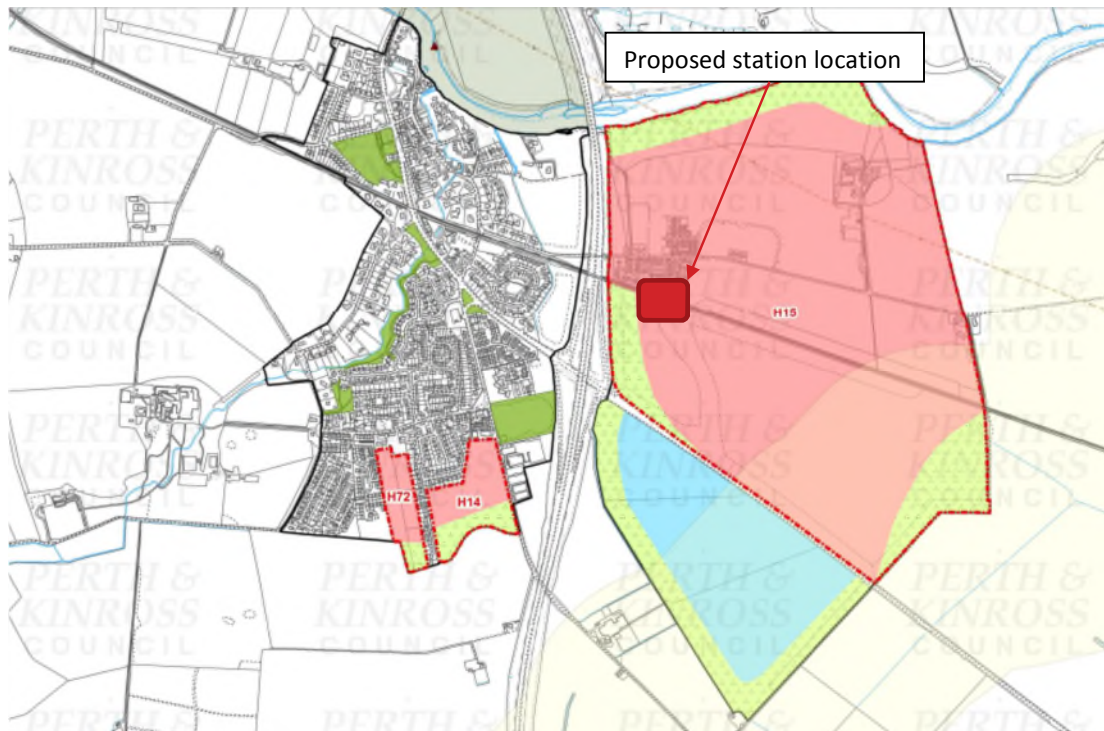 Proposed station location
PERTH &
KINROSS
COUNCIL
H15
H72
H14